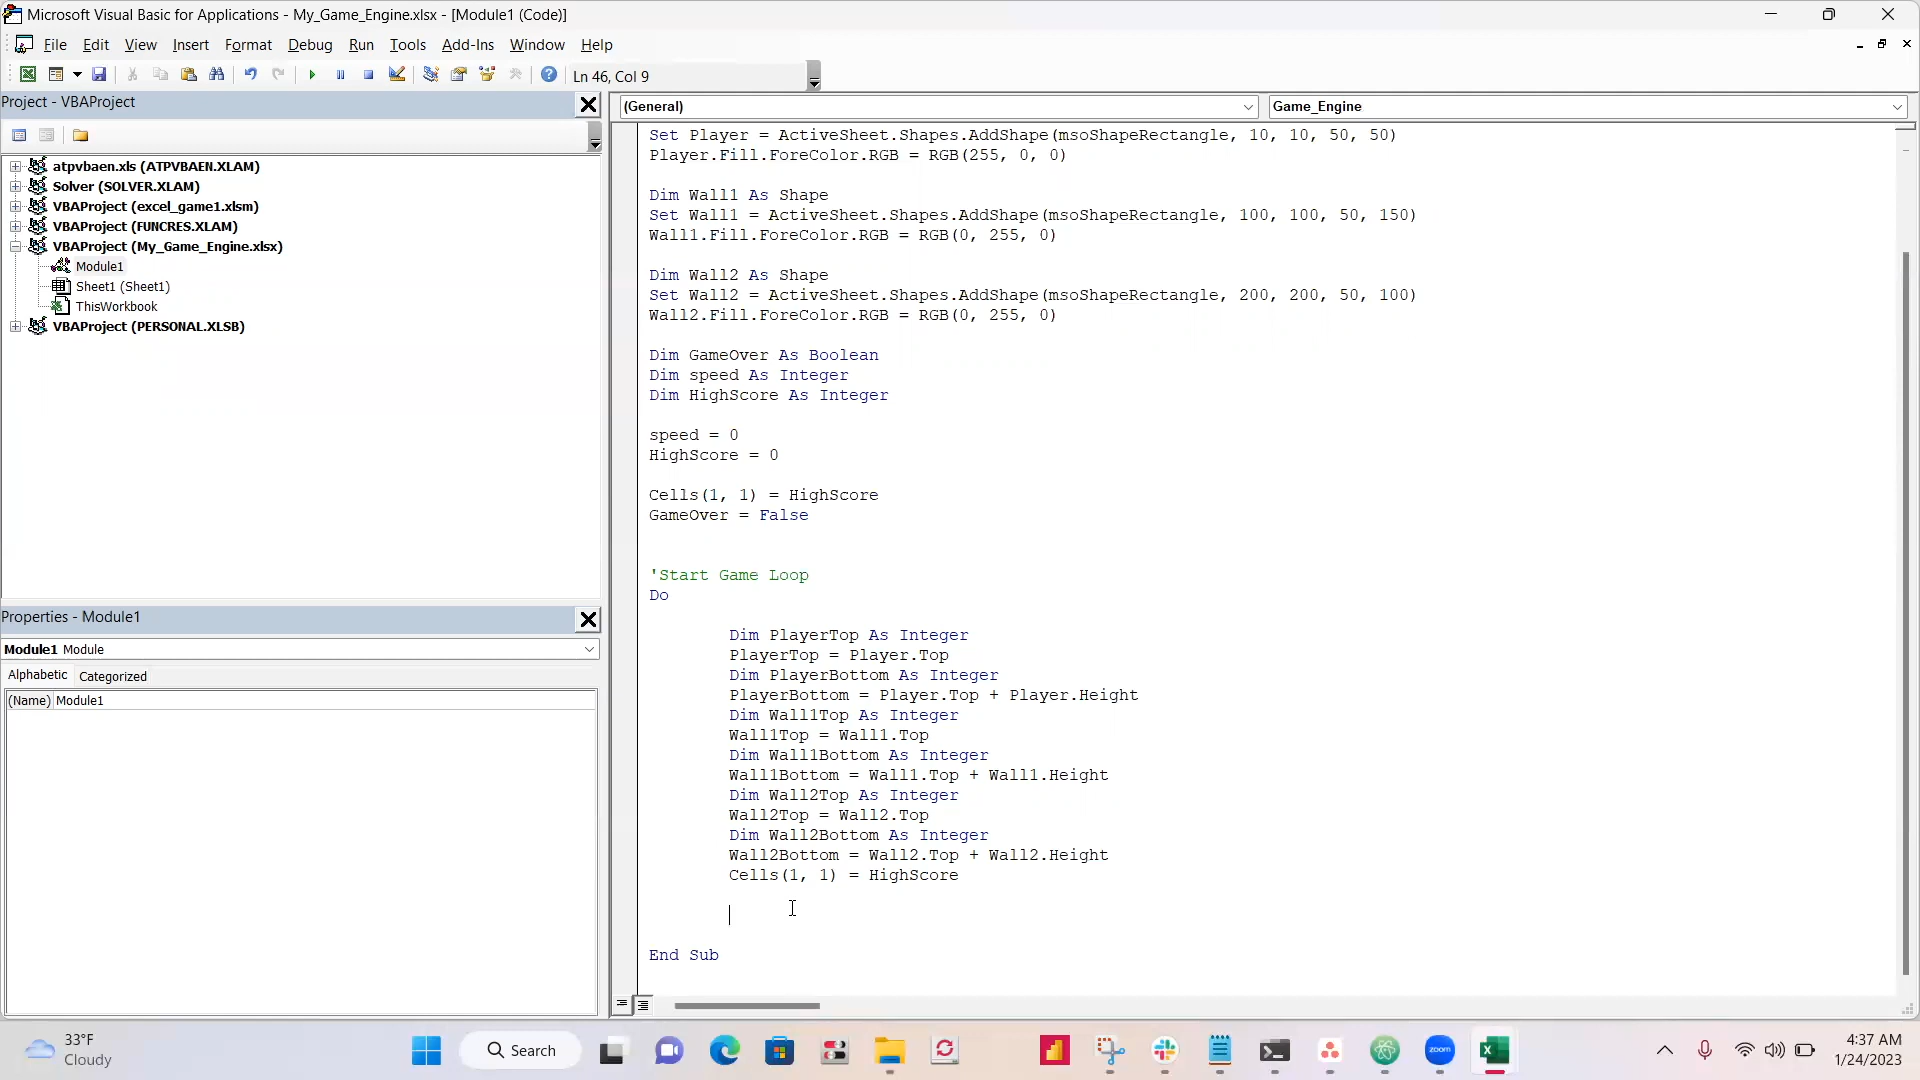 Microsoft Visual Basic for Applications - My_Game_Engine.xlsx - [Module1 (Code)]
File Edit View Insert Format Debug Run Tools Add-Ins Window Help
Ln 46, Col 9
Project - VBAProject
(General)
Game_Engine
atpvbaen.xls (ATPVBAEN.XLAM)
Solver (SOLVER.XLAM)
VBAProject (excel_game1.xlsm)
VBAProject (FUNCRES.XLAM)
VBAProject (My_Game_Engine.xlsx)
Module1
Sheet1 (Sheet1)
ThisWorkbook
VBAProject (PERSONAL.XLSB)
Properties - Module1
Module1 Module
Alphabetic Categorized
(Name) Module1
Set Player = ActiveSheet.Shapes.AddShape(msoShapeRectangle, 10, 10, 50, 50)
Player.Fill.ForeColor.RGB = RGB(255, 0, 0)
Dim Wall1 As Shape
Set Wall1 = ActiveSheet.Shapes.AddShape(msoShapeRectangle, 100, 100, 50, 150)
Wall1.Fill.ForeColor.RGB = RGB(0, 255, 0)
Dim Wall2 As Shape
Set Wall2 = ActiveSheet.Shapes.AddShape(msoShapeRectangle, 200, 200, 50, 100)
Wall2.Fill.ForeColor.RGB = RGB(0, 255, 0)
Dim GameOver As Boolean
Dim speed As Integer
Dim HighScore As Integer
speed = 0
HighScore = 0
Cells(1, 1) = HighScore
GameOver = False
'Start Game Loop
Do
Dim PlayerTop As Integer
PlayerTop = Player.Top
Dim PlayerBottom As Integer
PlayerBottom = Player.Top + Player.Height
Dim Wall1Top As Integer
Wall1Top = Wall1.Top
Dim Wall1Bottom As Integer
Wall1Bottom = Wall1.Top + Wall1.Height
Dim Wall2Top As Integer
Wall2Top = Wall2.Top
Dim Wall2Bottom As Integer
Wall2Bottom = Wall2.Top + Wall2.Height
Cells(1, 1) = HighScore
End Sub
33°F
Cloudy
Search
zoom
4:37 AM
1/24/2023